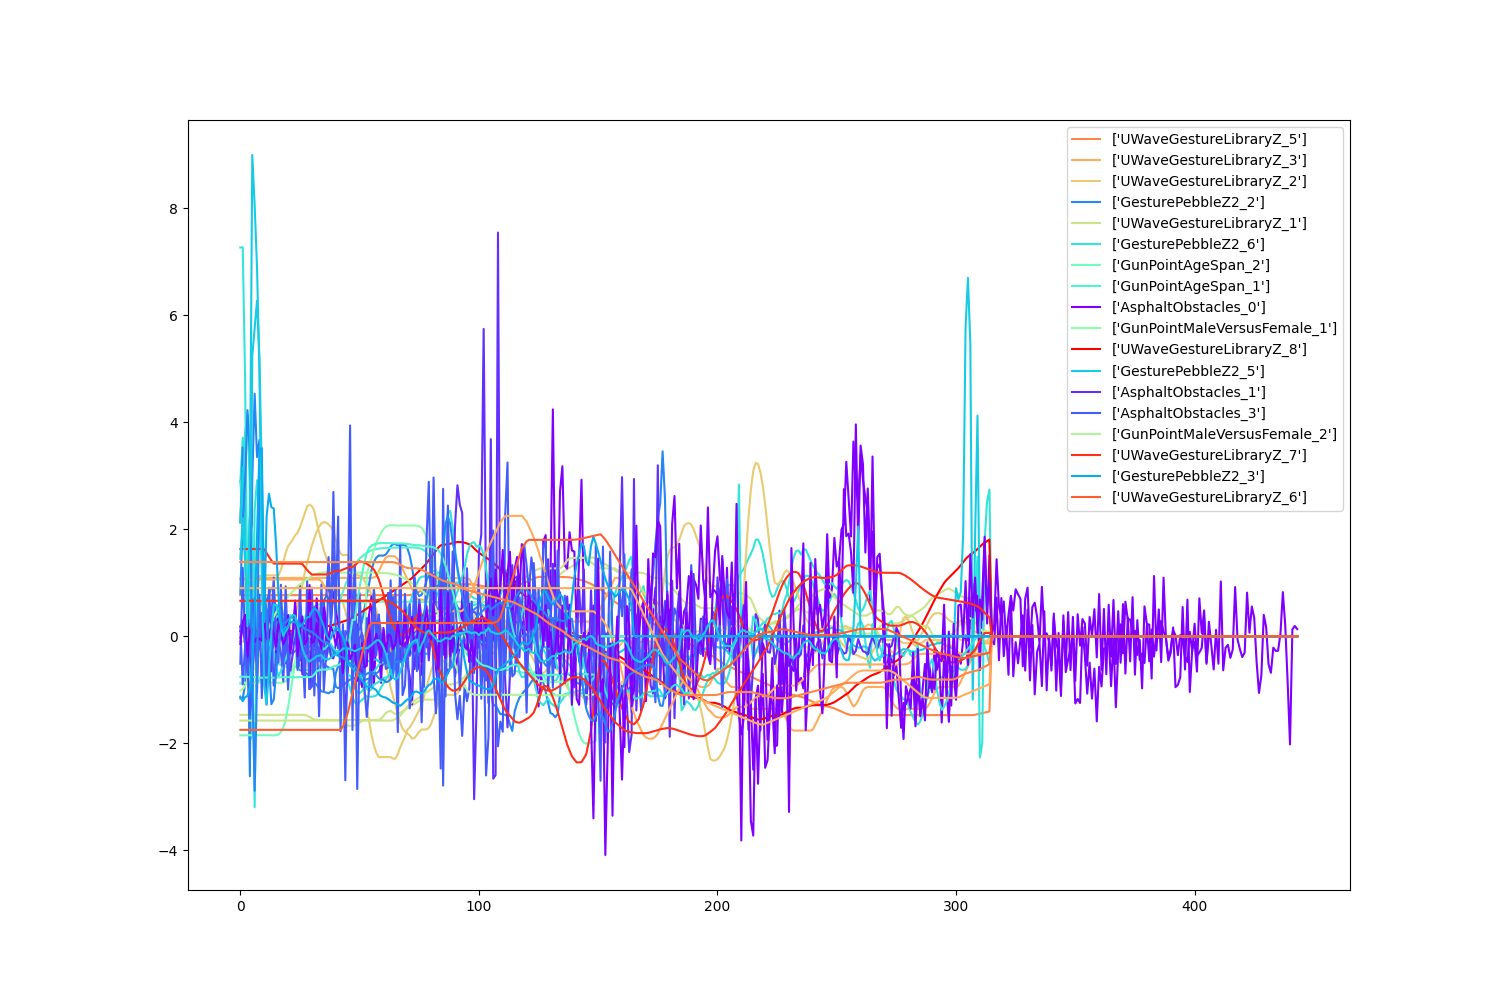 ['UWaveGestureLibraryZ_5']
['UWaveGestureLibraryZ_3']
['UWaveGestureLibraryZ_2']
['GesturePebbleZ2_2']
['UWaveGestureLibraryZ_1']
['GesturePebbleZ2_6']
['GunPointAgeSpan_2']
['GunPointAgeSpan_1']
['AsphaltObstacles_0']
['GunPointMaleVersusFemale_1']
['UWaveGestureLibraryZ_8']
['GesturePebbleZ2_5']
['AsphaltObstacles_1']
['AsphaltObstacles_3']
['GunPointMaleVersusFemale_2']
['UWaveGestureLibraryZ_7']
['GesturePebbleZ2_3']
['UWaveGestureLibraryZ_6']
8
6
4
2
0
−2
−4
0 100 200 300 400